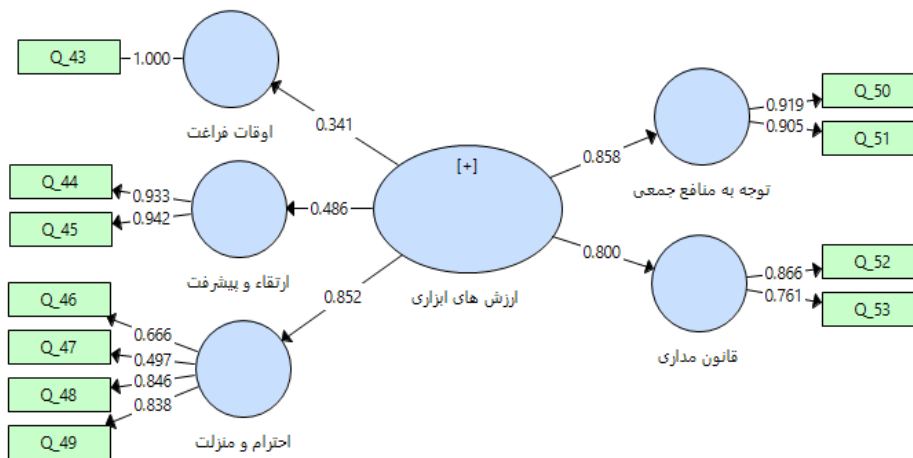 Q_43
1.000
اوقات فراغت
0.341
Q_44
0.933
Q_45
0.942
0.486
ارتقاء و پیشرفت
Q_46
0.666
Q_47
0.497
Q_48
0.846
Q_49
0.838
0.852
احترام و منزلت
[+]
ارزش های ابزاری
0.858
0.919
Q_50
0.905
Q_51
توجه به منافع جمعی
0.800
0.866
Q_52
0.761
Q_53
قانون مداری